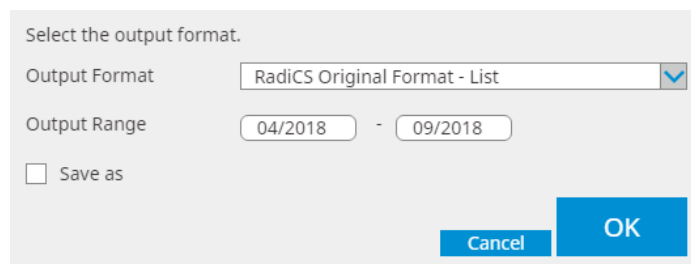 Select the output format.
Output Format RadiCS Original Format - List
Output Range 04/2018 - 09/2018
Save as
OK
Cancel